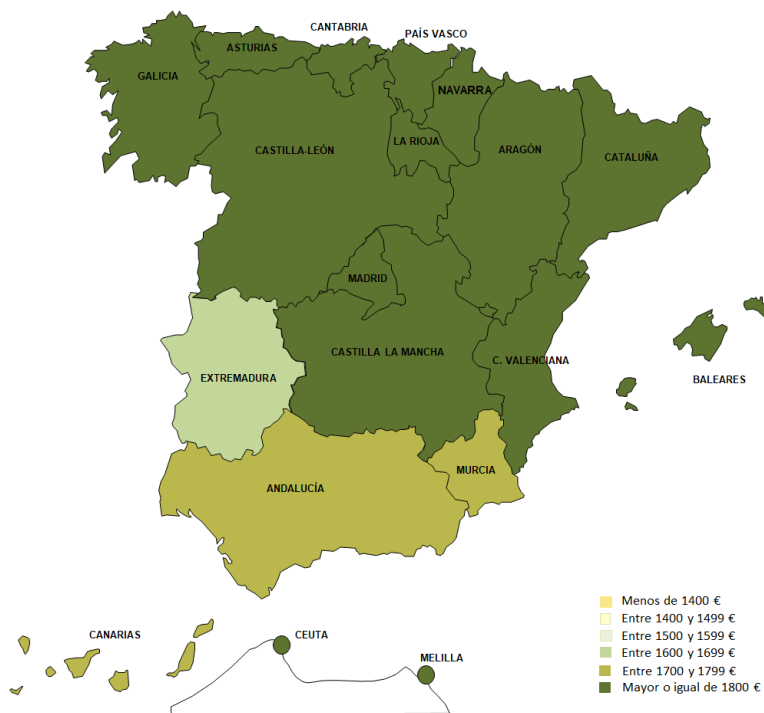 CANTABRIA
PAÍS VASCO
ASTURIAS
GALICIA
NAVARRA
LA RIOJA
CASTILLA-LEÓN
ARAGÓN
CATALUÑA
MADRID
CASTILLA LA MANCHA
C. VALENCIANA
EXTREMADURA
BALEARES
MURCIA
ANDALUCÍA
CANARIAS
CEUTA
MELILLA
Menos de 1400 €
Entre 1400 y 1499 €
Entre 1500 y 1599 €
Entre 1600 y 1699 €
Entre 1700 y 1799 €
Mayor o igual de 1800 €